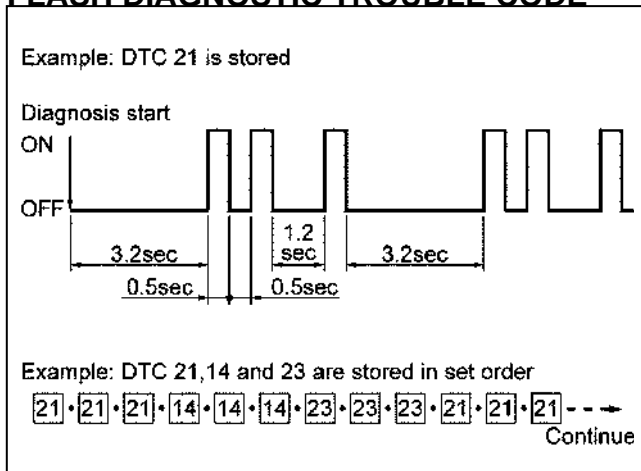 FLASH DIAGNOSTIC TROUBLE CODE
Example: DTC 21 is stored
Diagnosis start
ON
OFF
1.2
sec
3.2sec
3.2sec
0.5sec
0.5sec
Example: DTC 21,14 and 23 are stored in set order
21・21・21・14・14・14・23・23・23・21・21・21
Continue